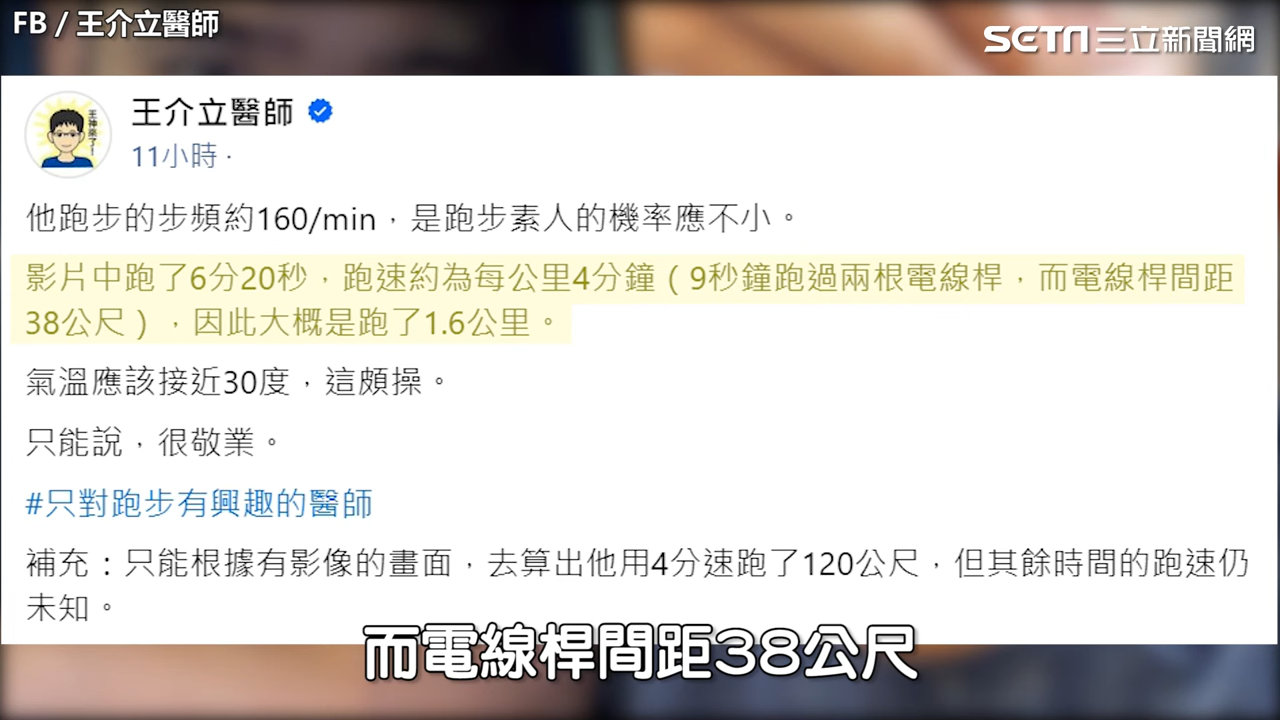 FB / 王介立醫師
SETN三立新聞網
王介立醫師
11小時·
他跑步的步頻約160/min，是跑步素人的機率應不小。
影片中跑了6分20秒，跑速約為每公里4分鐘（9秒鐘跑過兩根電線桿，而電線桿間距
38公尺），因此大概是跑了1.6公里。
氣溫應該接近30度，這頗操。
只能說，很敬業。
#只對跑步有興趣的醫師
補充：只能根據有影像的畫面，去算出他用4分速跑了120公尺，但其餘時間的跑速仍
未知。
而電線桿間距38公尺